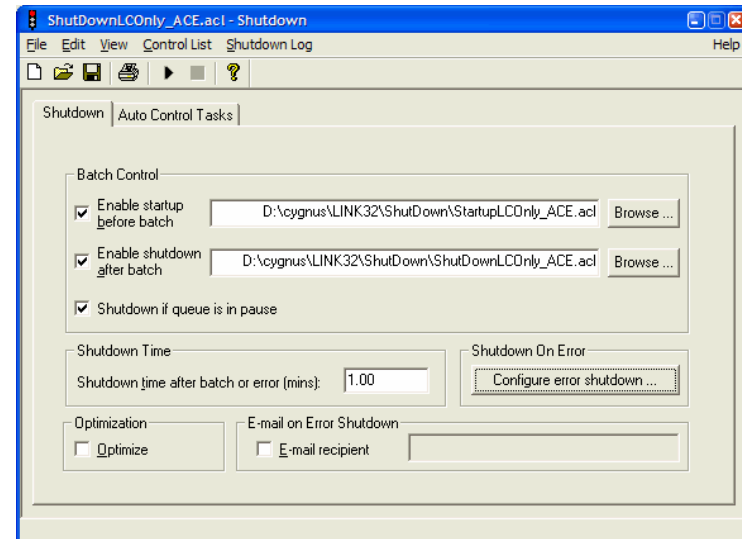 ShutDownLCOnly_ACE.acl - Shutdown
File Edit View Control List Shutdown Log Help
Shutdown Auto Control Tasks
Batch Control
Enable startup
before batch
D:\cygnus\LINK32\ShutDown\StartupLCOnly_ACE.acl
Browse ...
Enable shutdown
after batch
D:\cygnus\LINK32\ShutDown\ShutDownLCOnly_ACE.acl
Browse ...
Shutdown if queue is in pause
Shutdown Time
Shutdown time after batch or error (mins): 1.00
Shutdown On Error
Configure error shutdown ...
Optimization
Optimize
E-mail on Error Shutdown
E-mail recipient